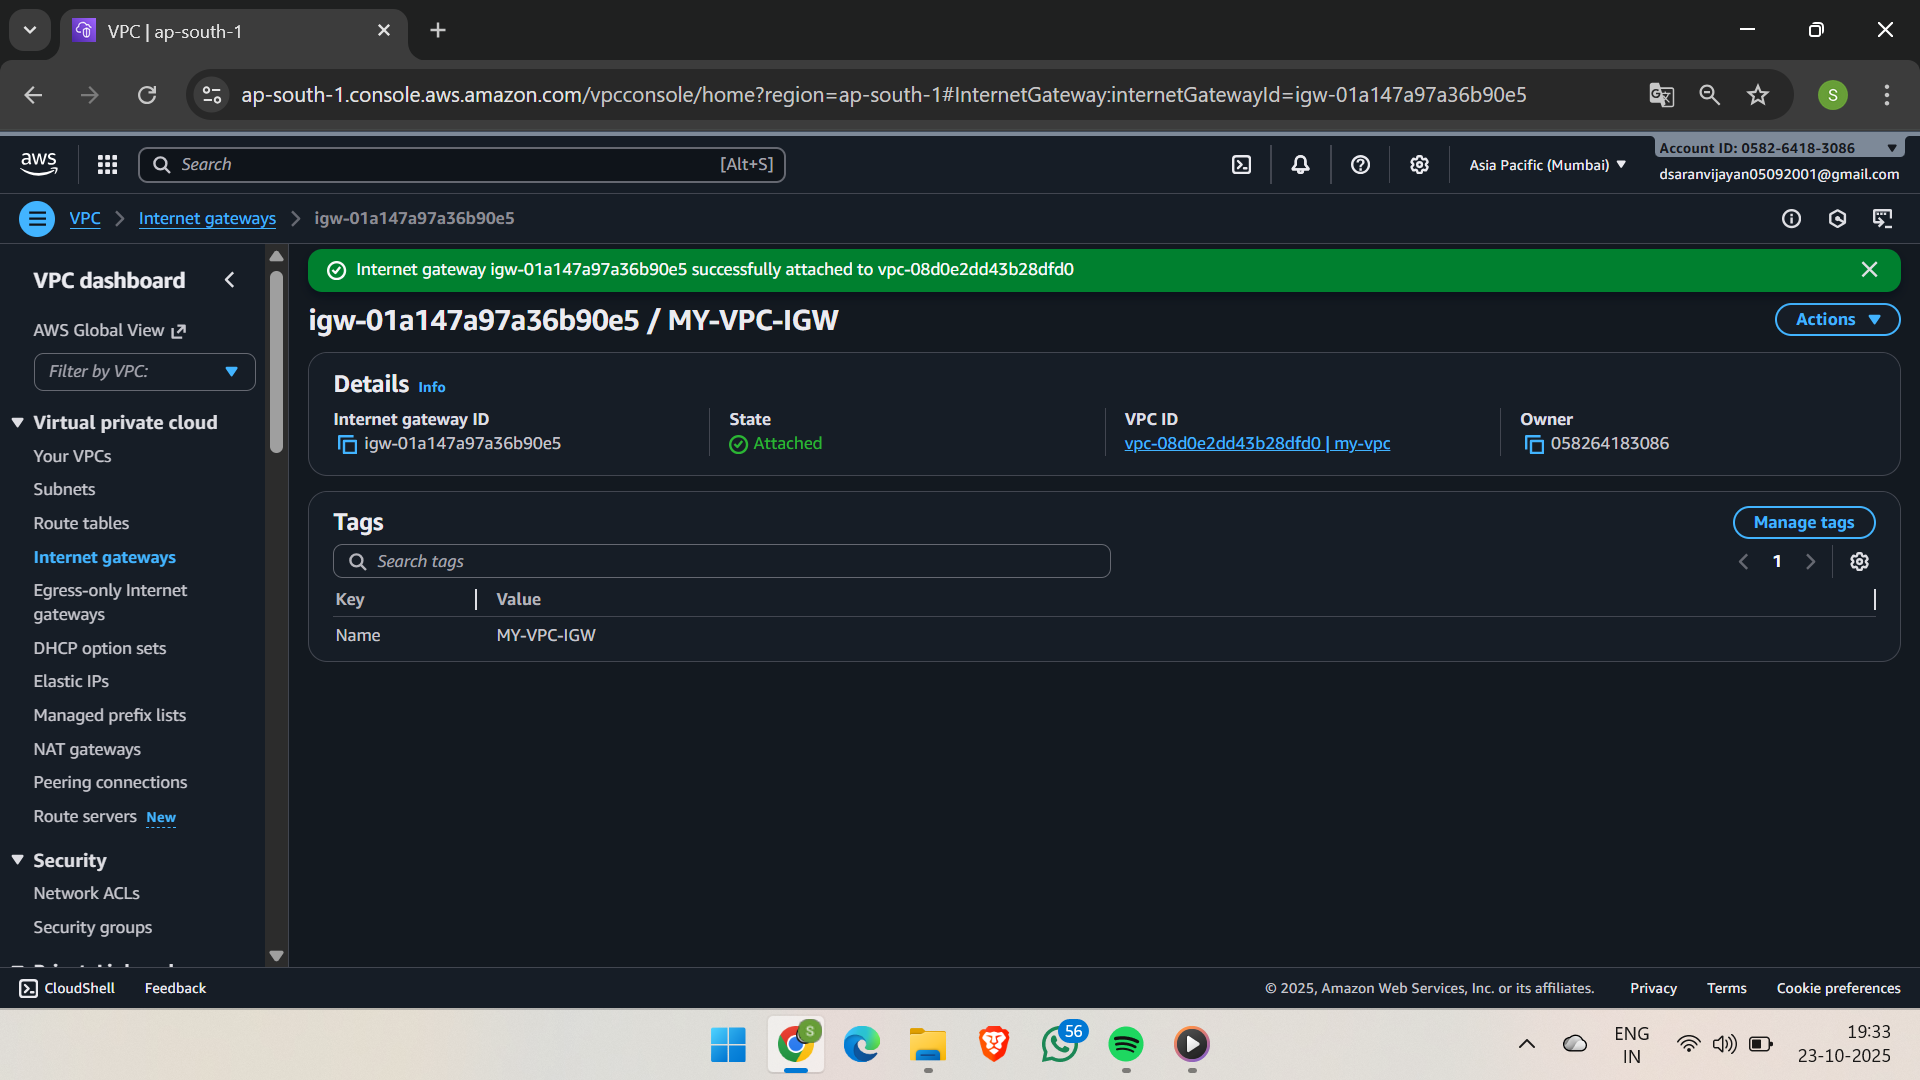 VPC | ap-south-1
ap-south-1.console.aws.amazon.com/vpcconsole/home?region=ap-south-1#InternetGateway:internetGatewayId=igw-01a147a97a36b90e5
S
aws
Search
[Alt+S]
Asia Pacific (Mumbai)
Account ID: 0582-6418-3086
dsaranvijayan05092001@gmail.com
VPC
Internet gateways
igw-01a147a97a36b90e5
VPC dashboard
AWS Global View
Filter by VPC:
Virtual private cloud
Your VPCs
Subnets
Route tables
Internet gateways
Egress-only Internet
gateways
DHCP option sets
Elastic IPs
Managed prefix lists
NAT gateways
Peering connections
Route servers New
Security
Network ACLs
Security groups
Internet gateway igw-01a147a97a36b90e5 successfully attached to vpc-08d0e2dd43b28dfd0
igw-01a147a97a36b90e5 / MY-VPC-IGW
Actions
Details Info
Internet gateway ID
igw-01a147a97a36b90e5
State
Attached
VPC ID
vpc-08d0e2dd43b28dfd0 | my-vpc
Owner
058264183086
Tags
Manage tags
Search tags
1
Key Value
Name MY-VPC-IGW
CloudShell
Feedback
© 2025, Amazon Web Services, Inc. or its affiliates.
Privacy
Terms
Cookie preferences
S
56
ENG
IN
19:33
23-10-2025